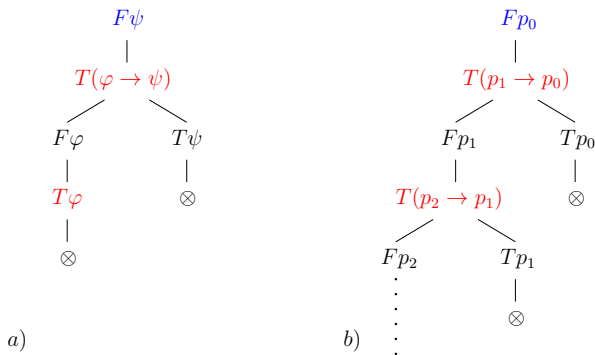 Fψ
T(φ → ψ)
Fφ Tψ
Tφ ⊗
⊗
a)
Fp₀
T(p₁ → p₀)
Fp₁ Tp₀
T(p₂ → p₁) ⊗
Fp₂ Tp₁
⊗
b)